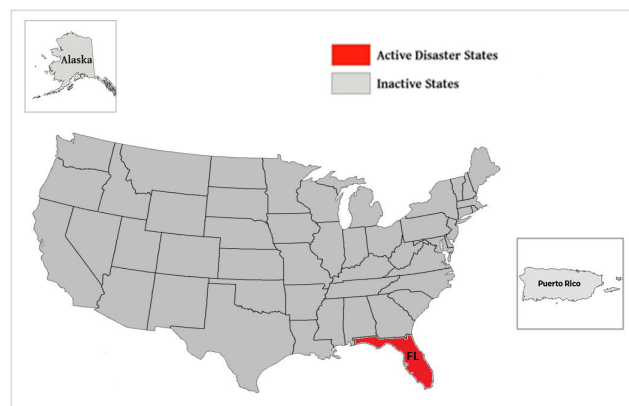 Alaska
Active Disaster States
Inactive States
Puerto Rico
FL